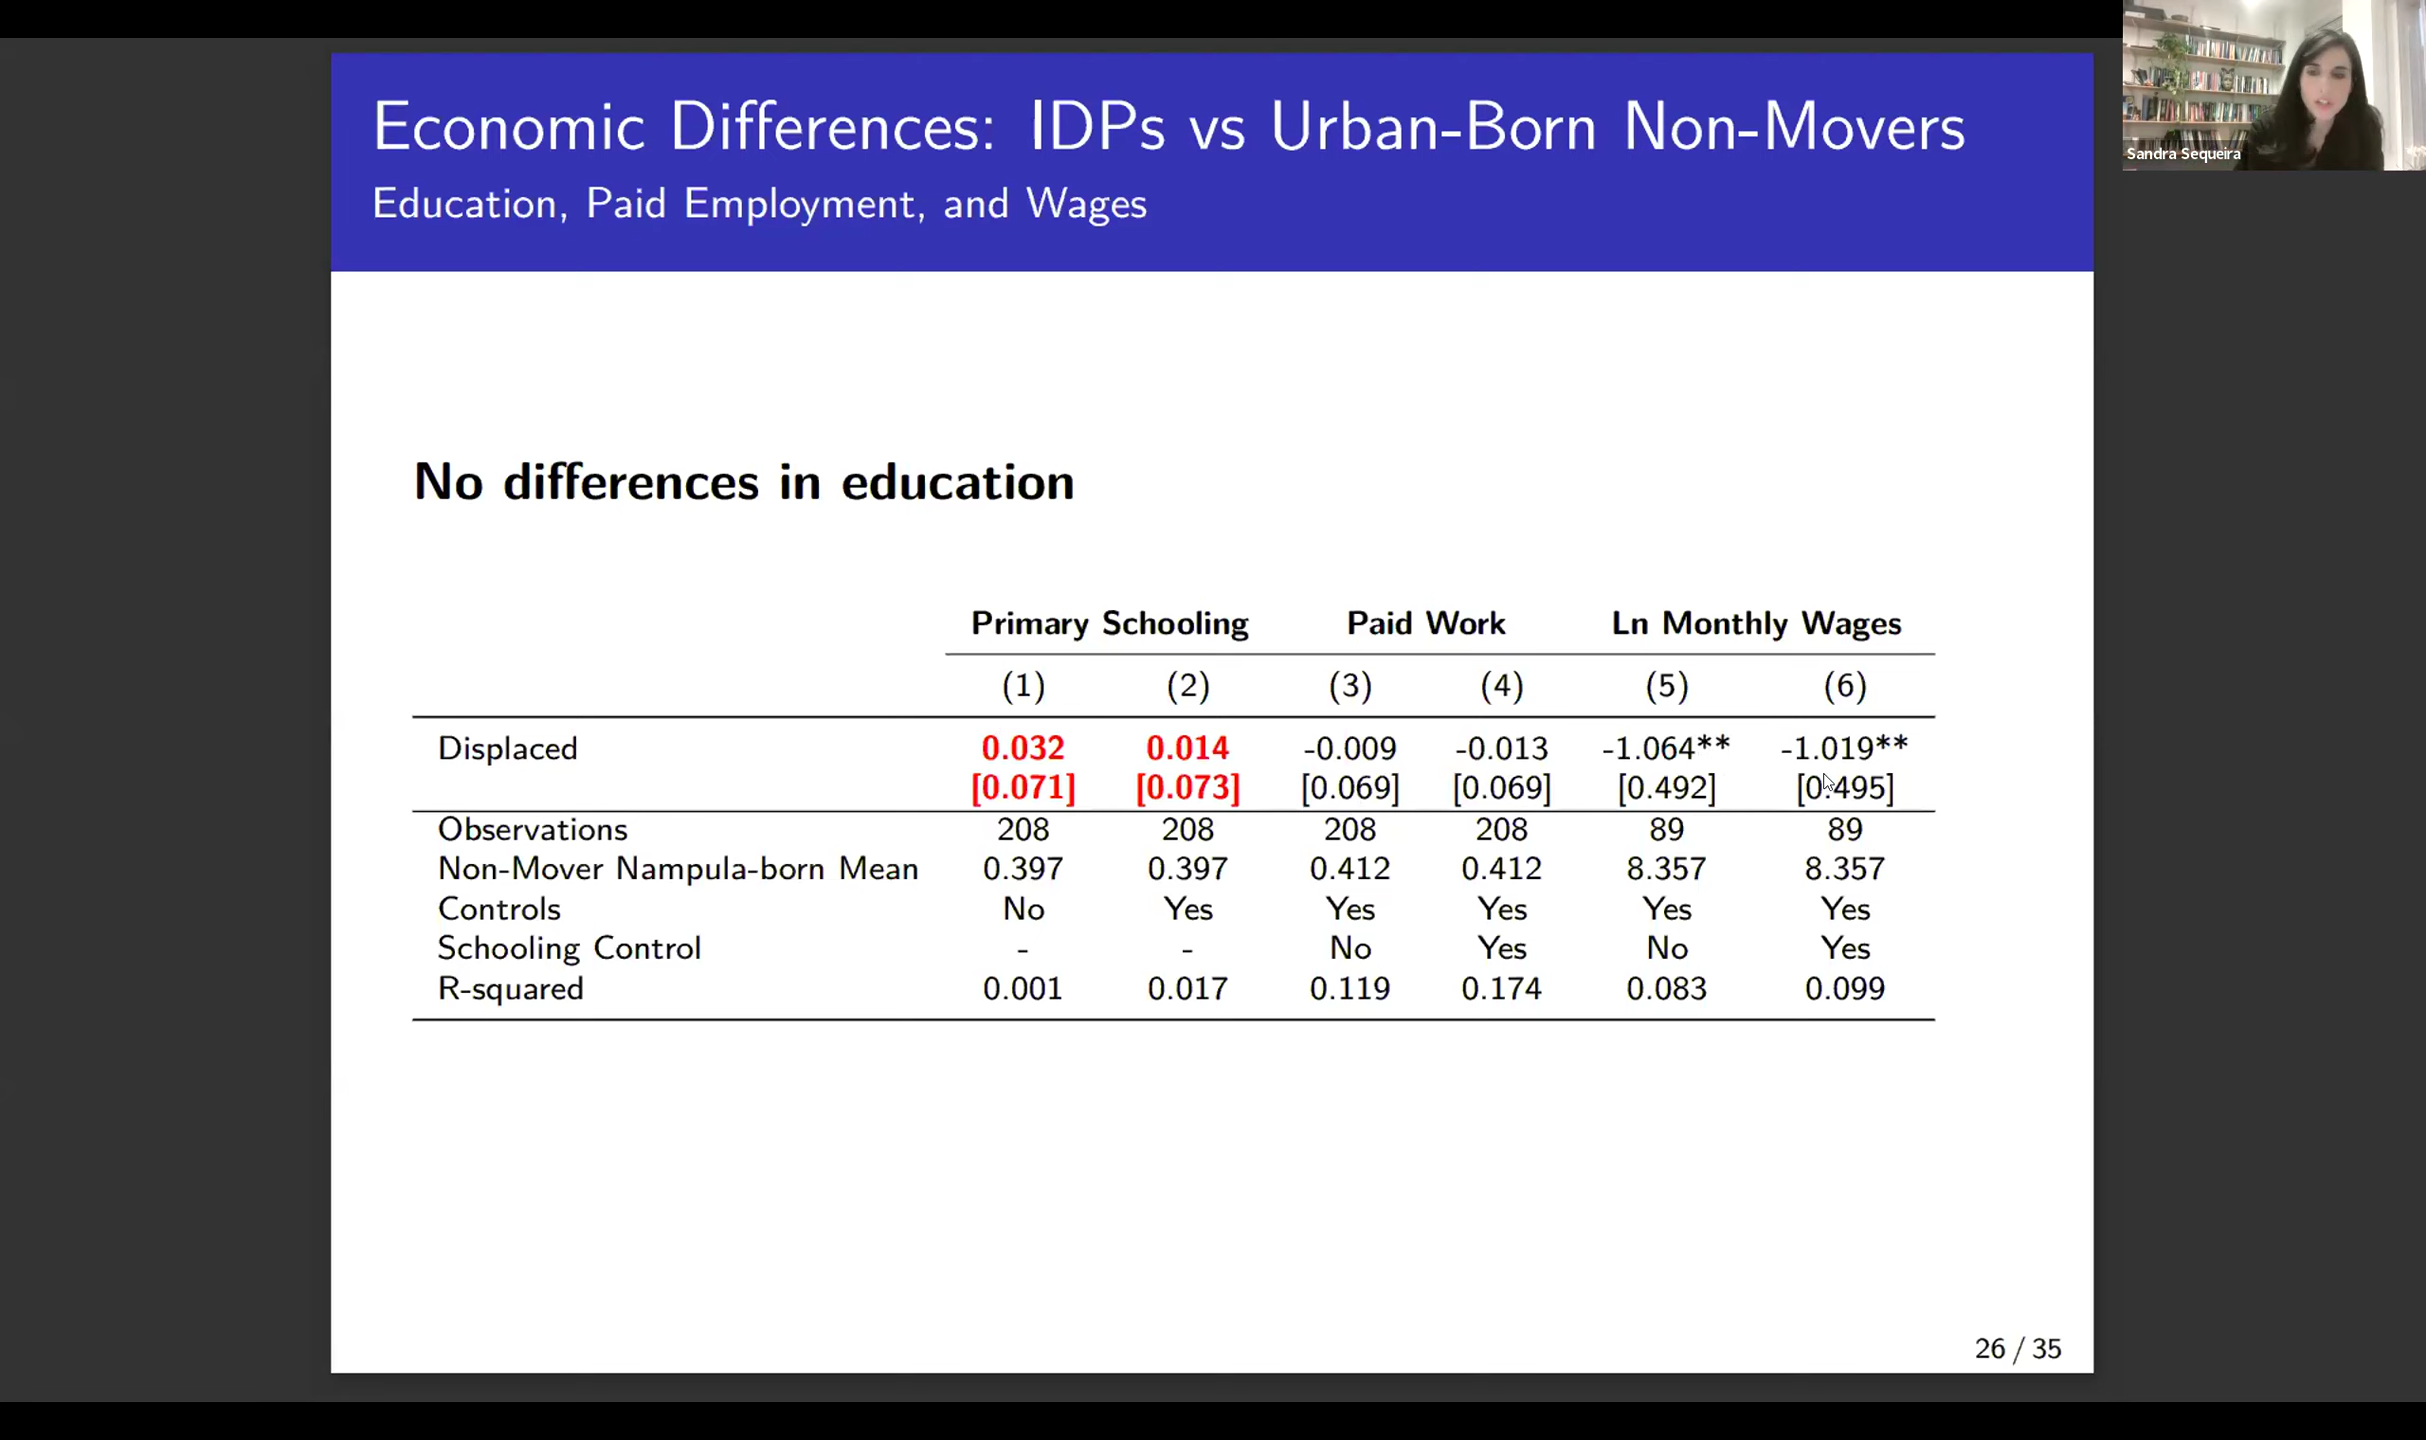 Sandra Sequeira
Economic Differences: IDPs vs Urban-Born Non-Movers
Education, Paid Employment, and Wages
No differences in education
Primary Schooling Paid Work Ln Monthly Wages
(1) (2) (3) (4) (5) (6)
Displaced 0.032 0.014 -0.009 -0.013 -1.064** -1.019**
[0.071] [0.073] [0.069] [0.069] [0.492] [0.495]
Observations 208 208 208 208 89 89
Non-Mover Nampula-born Mean 0.397 0.397 0.412 0.412 8.357 8.357
Controls No Yes Yes Yes Yes Yes
Schooling Control - - No Yes No Yes
R-squared 0.001 0.017 0.119 0.174 0.083 0.099
26 / 35